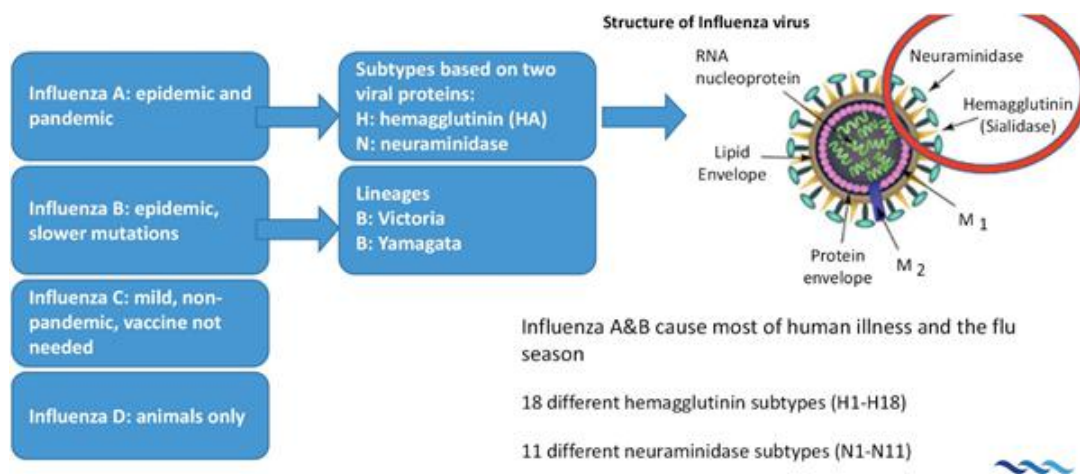 Structure of Influenza virus
Influenza A: epidemic and
pandemic
Subtypes based on two
viral proteins:
H: hemagglutinin (HA)
N: neuraminidase
RNA
nucleoprotein
Neuraminidase
Hemagglutinin
(Sialidase)
Lipid
Envelope
M 1
Protein
envelope
M 2
Influenza B: epidemic,
slower mutations
Lineages
B: Victoria
B: Yamagata
Influenza C: mild, non-
pandemic, vaccine not
needed
Influenza D: animals only
Influenza A&B cause most of human illness and the flu
season
18 different hemagglutinin subtypes (H1-H18)
11 different neuraminidase subtypes (N1-N11)